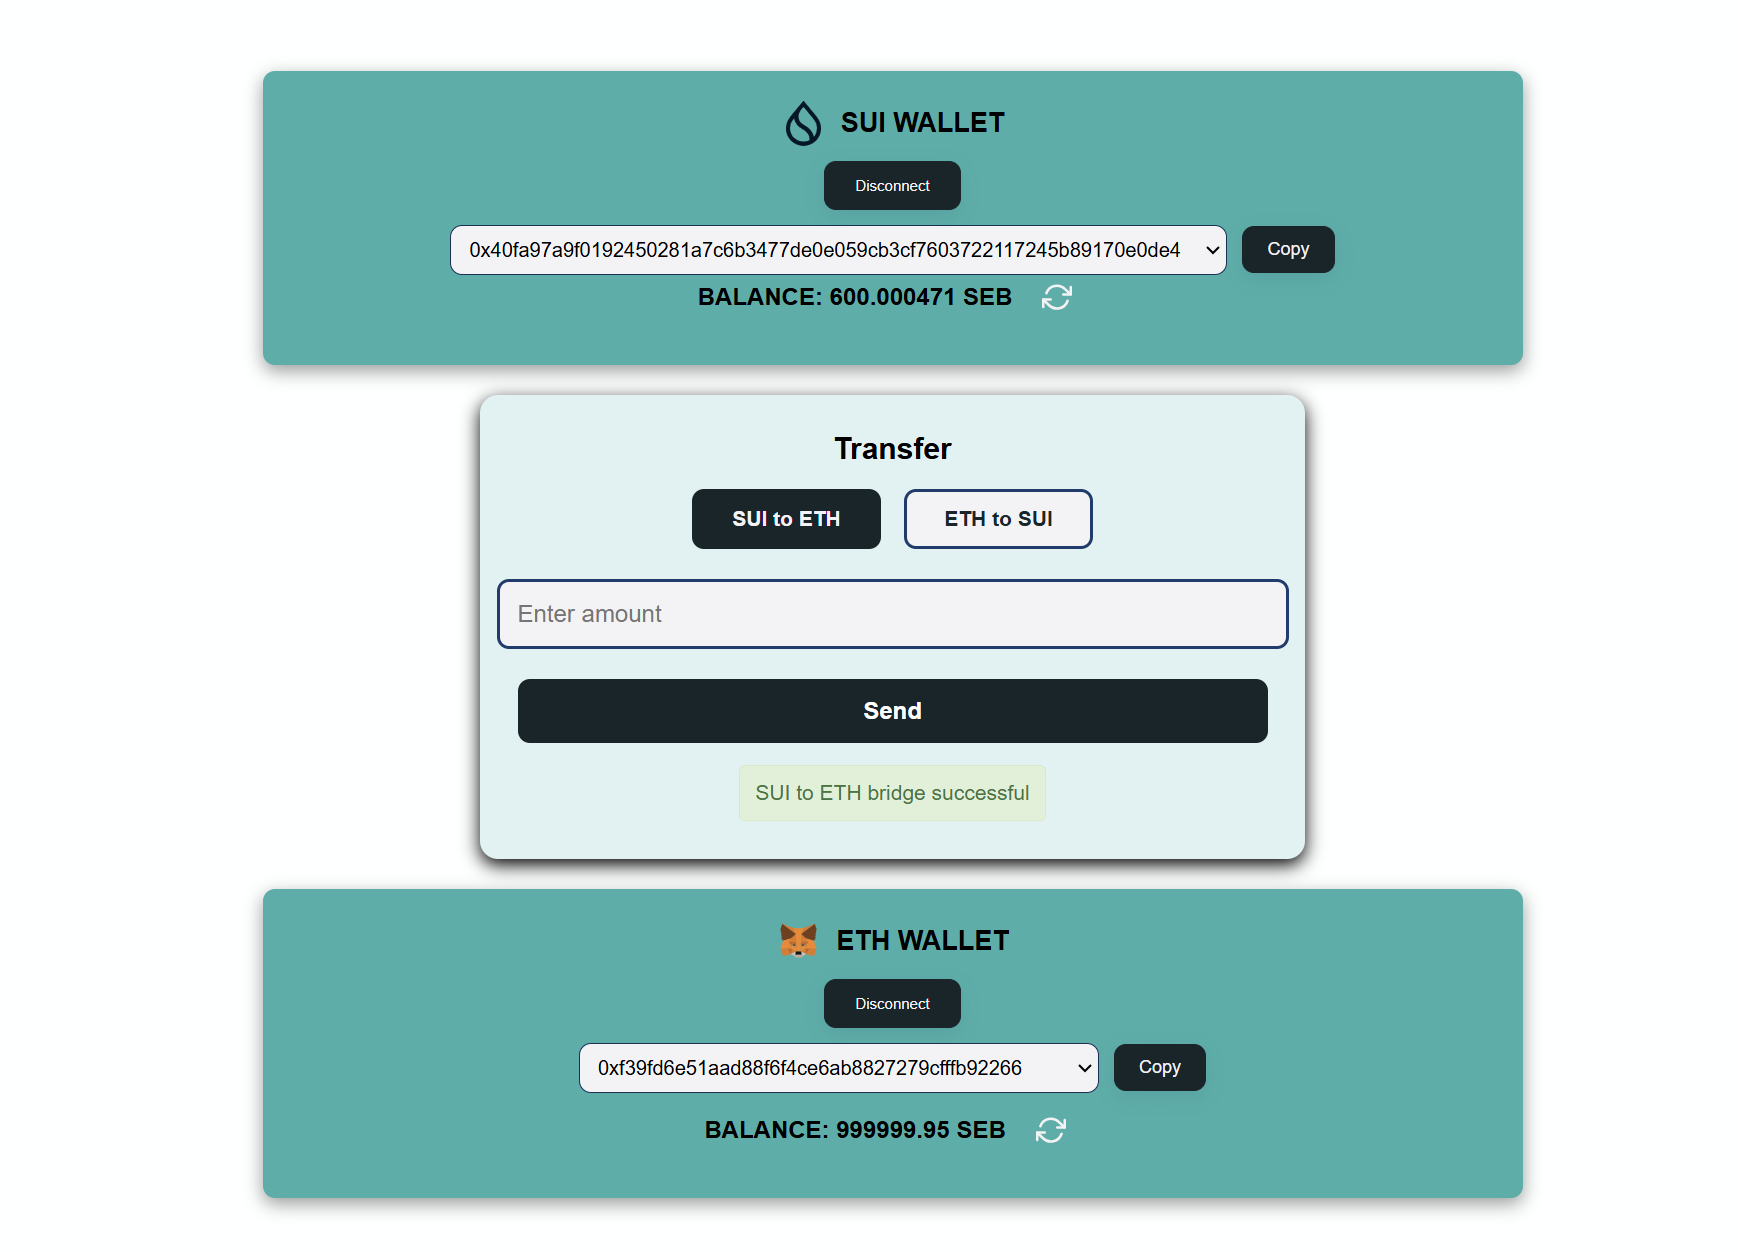 SUI WALLET
Disconnect
0x40fa97a9f0192450281a7c6b3477de0e059cb3cf7603722117245b89170e0de4
Copy
BALANCE: 600.000471 SEB
Transfer
SUI to ETH
ETH to SUI
Enter amount
Send
SUI to ETH bridge successful
ETH WALLET
Disconnect
0xf39fd6e51aad88f6f4ce6ab8827279cfffb92266
Copy
BALANCE: 999999.95 SEB